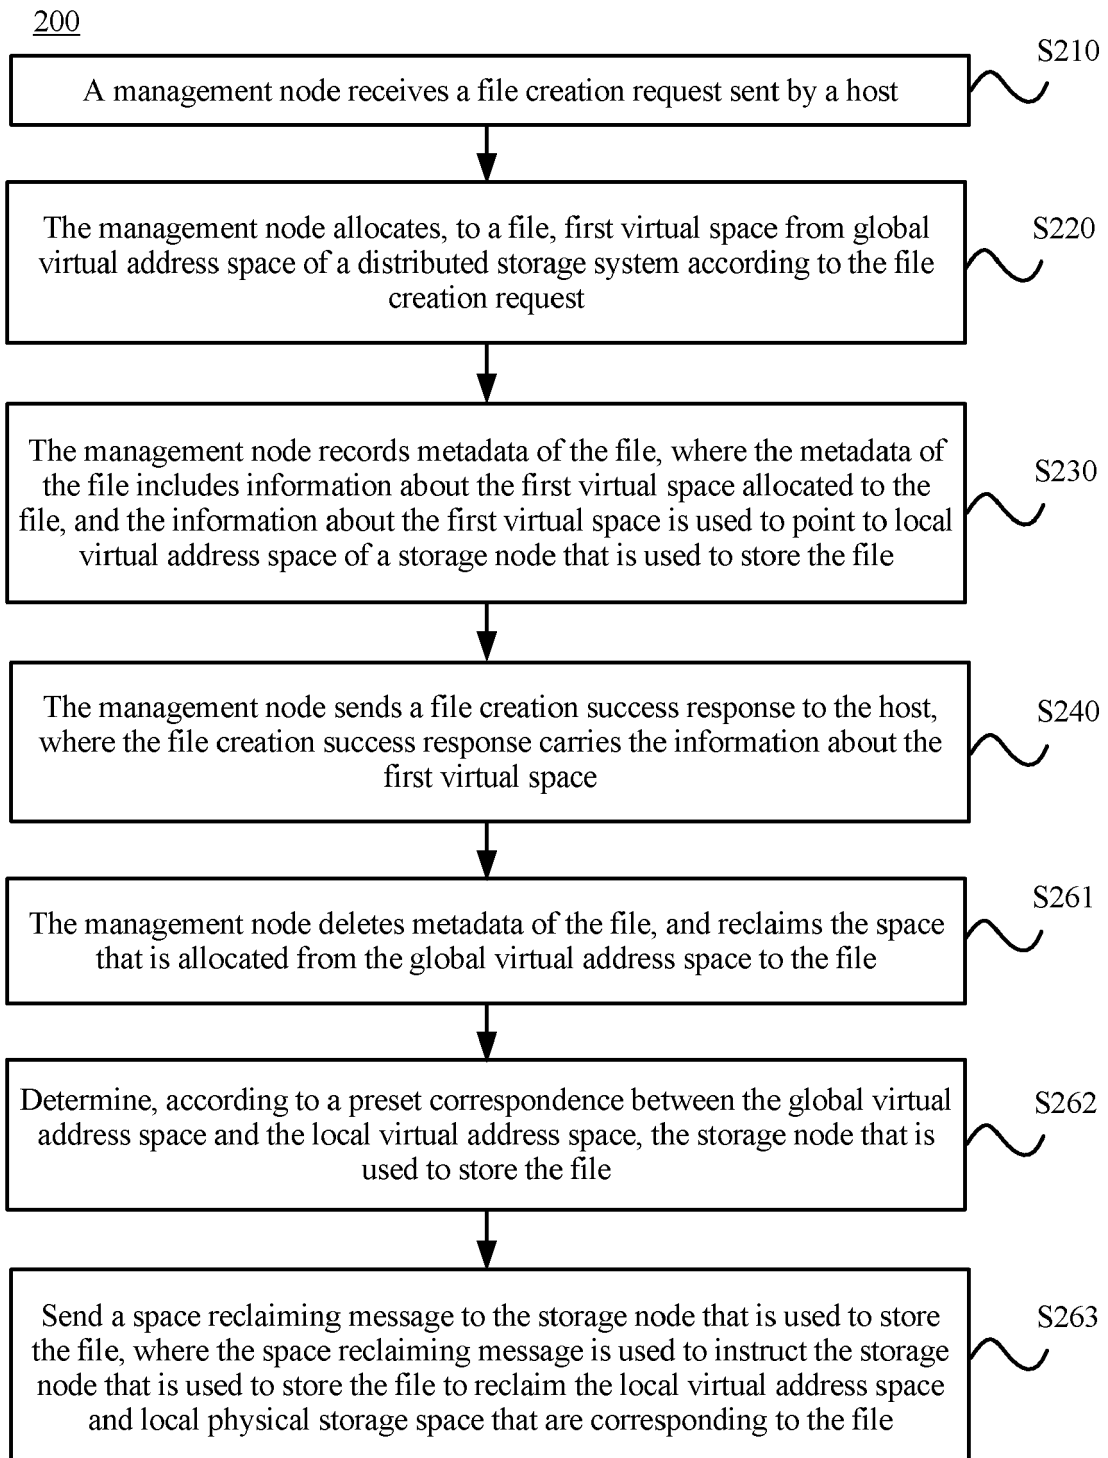 200
S210
A management node receives a file creation request sent by a host
S220
The management node allocates, to a file, first virtual space from global
virtual address space of a distributed storage system according to the file
creation request
S230
The management node records metadata of the file, where the metadata of
the file includes information about the first virtual space allocated to the
file, and the information about the first virtual space is used to point to local
virtual address space of a storage node that is used to store the file
S240
The management node sends a file creation success response to the host,
where the file creation success response carries the information about the
first virtual space
S261
The management node deletes metadata of the file, and reclaims the space
that is allocated from the global virtual address space to the file
S262
Determine, according to a preset correspondence between the global virtual
address space and the local virtual address space, the storage node that is
used to store the file
S263
Send a space reclaiming message to the storage node that is used to store
the file, where the space reclaiming message is used to instruct the storage
node that is used to store the file to reclaim the local virtual address space
and local physical storage space that are corresponding to the file